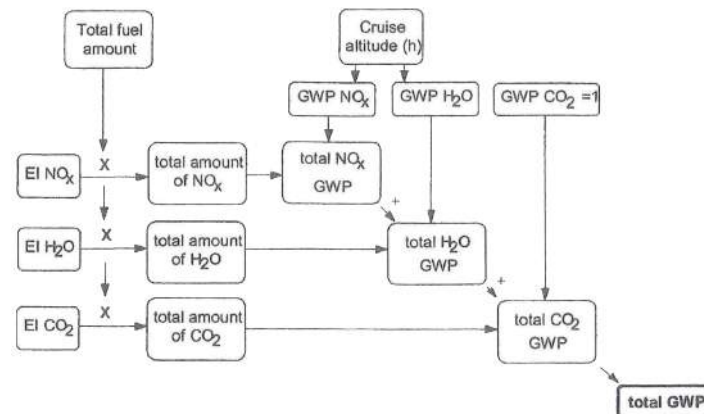 Total fuel
amount
Cruise
altitude (h)
GWP NOₓ
GWP H₂O
GWP CO₂ =1
EI NOₓ
X
total amount
of NOₓ
total NOₓ
GWP
+
EI H₂O
X
total amount
of H₂O
total H₂O
GWP
+
EI CO₂
X
total amount
of CO₂
total CO₂
GWP
total GWP